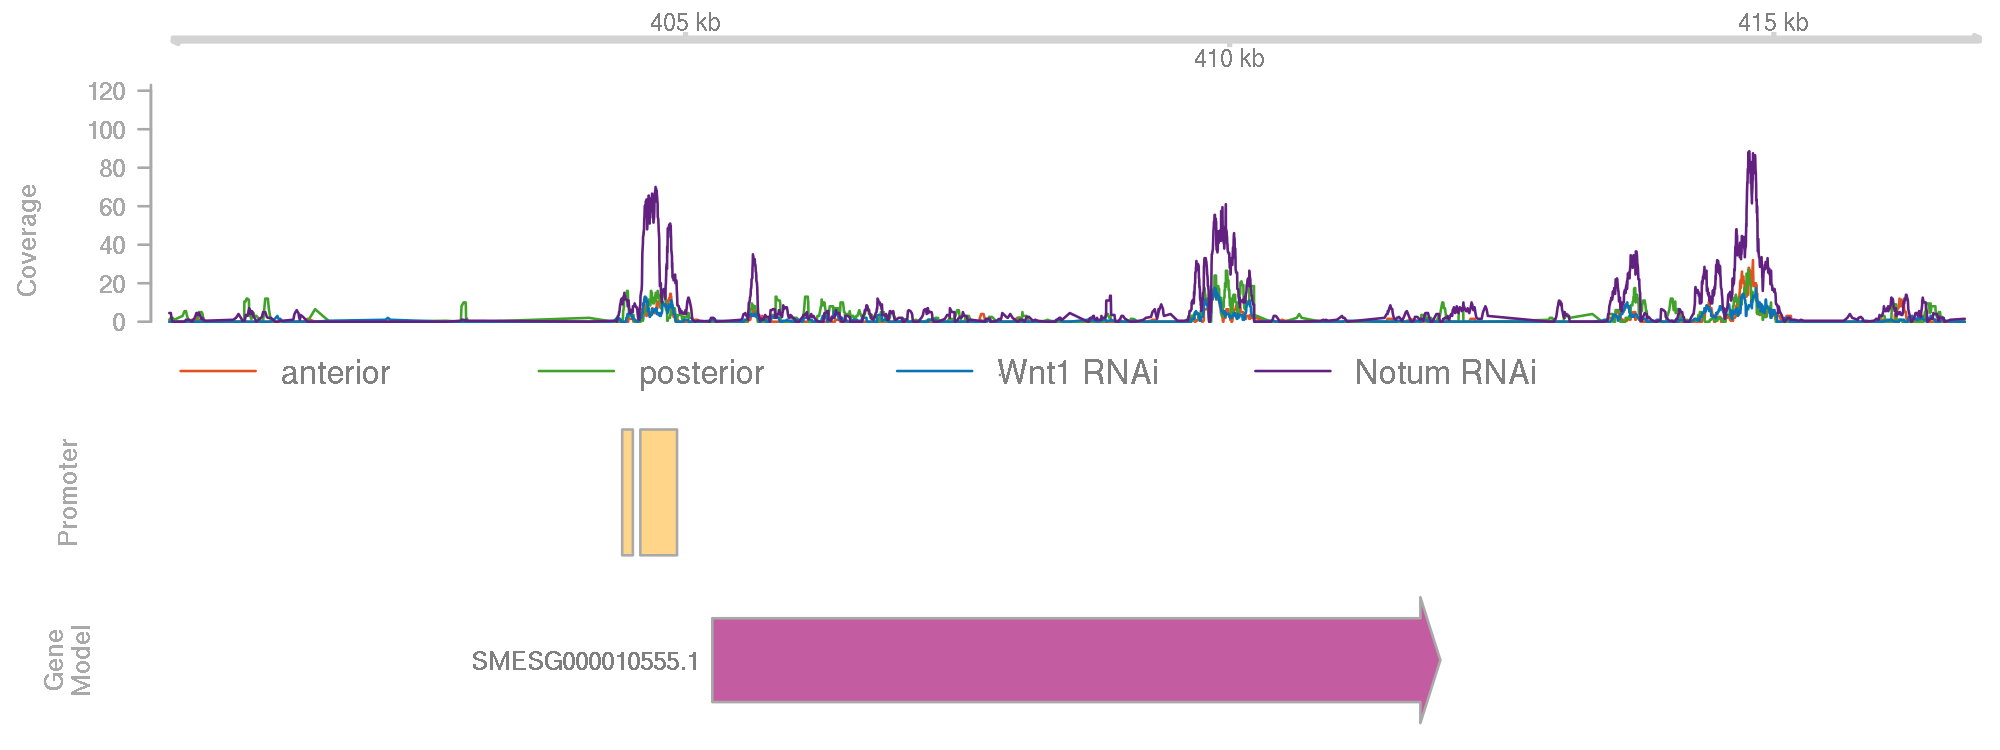 405 kb
415 kb
410 kb
120
100
80
60
40
20
0
Coverage
anterior
posterior
Wnt1 RNAi
Notum RNAi
Promoter
Gene
Model
SMESG000010555.1